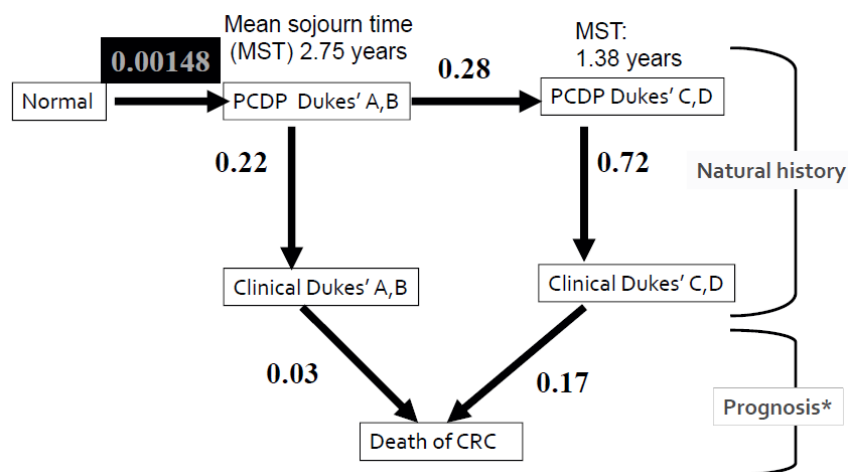 Mean sojourn time
(MST) 2.75 years
MST:
1.38 years
0.00148
0.28
Normal
PCDP Dukes' A,B
PCDP Dukes' C,D
0.22
0.72
Natural history
Clinical Dukes' A,B
Clinical Dukes' C,D
0.03
0.17
Prognosis*
Death of CRC